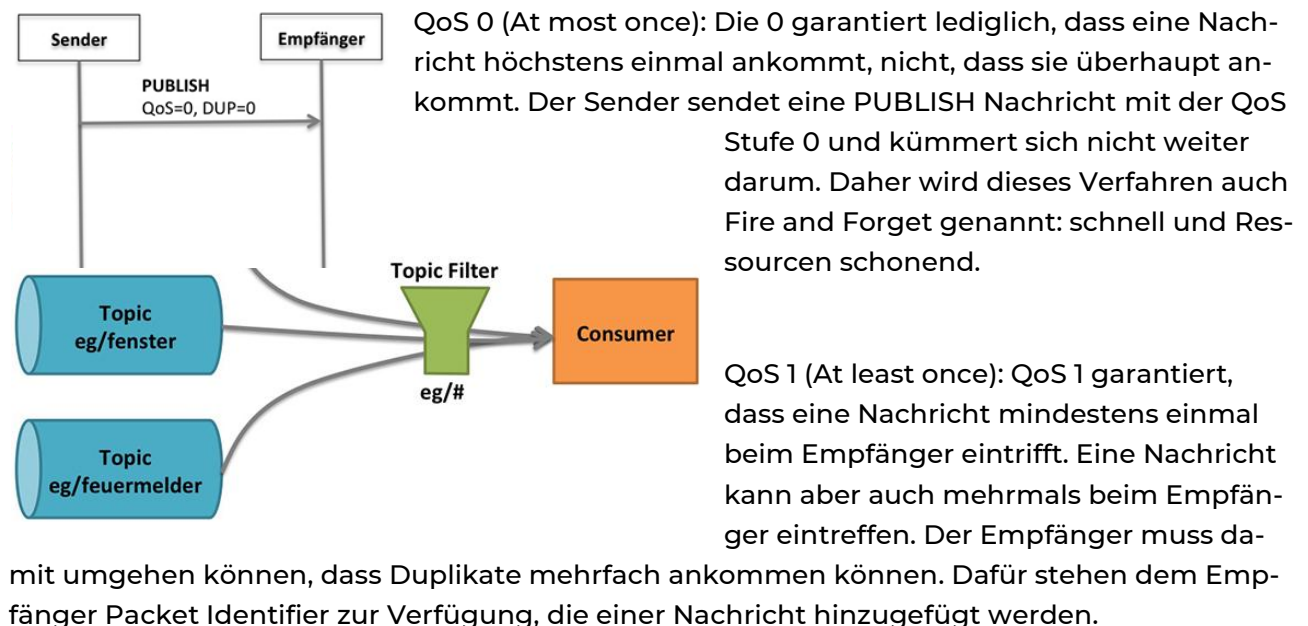 Sender
Empfänger
PUBLISH
QoS=0, DUP=0
QoS 0 (At most once): Die 0 garantiert lediglich, dass eine Nach-
richt höchstens einmal ankommt, nicht, dass sie überhaupt an-
kommt. Der Sender sendet eine PUBLISH Nachricht mit der QoS
Stufe 0 und kümmert sich nicht weiter
darum. Daher wird dieses Verfahren auch
Fire and Forget genannt: schnell und Res-
sourcen schonend.
Topic Filter
Topic
eg/fenster
Consumer
eg/#
Topic
eg/feuermelder
QoS 1 (At least once): QoS 1 garantiert,
dass eine Nachricht mindestens einmal
beim Empfänger eintrifft. Eine Nachricht
kann aber auch mehrmals beim Empfän-
ger eintreffen. Der Empfänger muss da-
mit umgehen können, dass Duplikate mehrfach ankommen können. Dafür stehen dem Emp-
fänger Packet Identifier zur Verfügung, die einer Nachricht hinzugefügt werden.